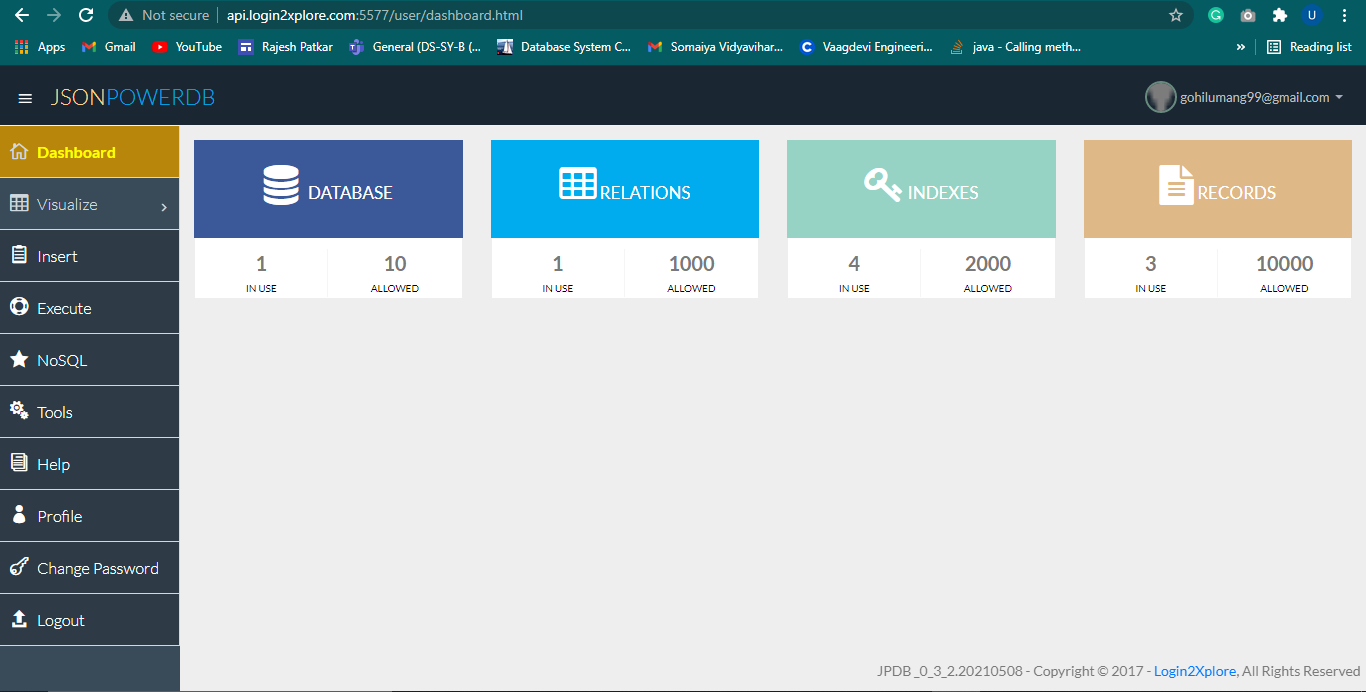 Not secure | api.login2xplore.com:5577/user/dashboard.html
Apps Gmail YouTube Rajesh Patkar General (DS-SY-B (... Database System C... Somaiya Vidyavihar... Vaagdevi Engineeri... java - Calling meth... » Reading list
JSONPOWERDB
gohilumang99@gmail.com
Dashboard
Visualize
Insert
Execute
NoSQL
Tools
Help
Profile
Change Password
Logout
DATABASE
1 10
IN USE ALLOWED
RELATIONS
1 1000
IN USE ALLOWED
INDEXES
4 2000
IN USE ALLOWED
RECORDS
3 10000
IN USE ALLOWED
JPDB _0_3_2.20210508 - Copyright © 2017 - Login2Xplore, All Rights Reserved